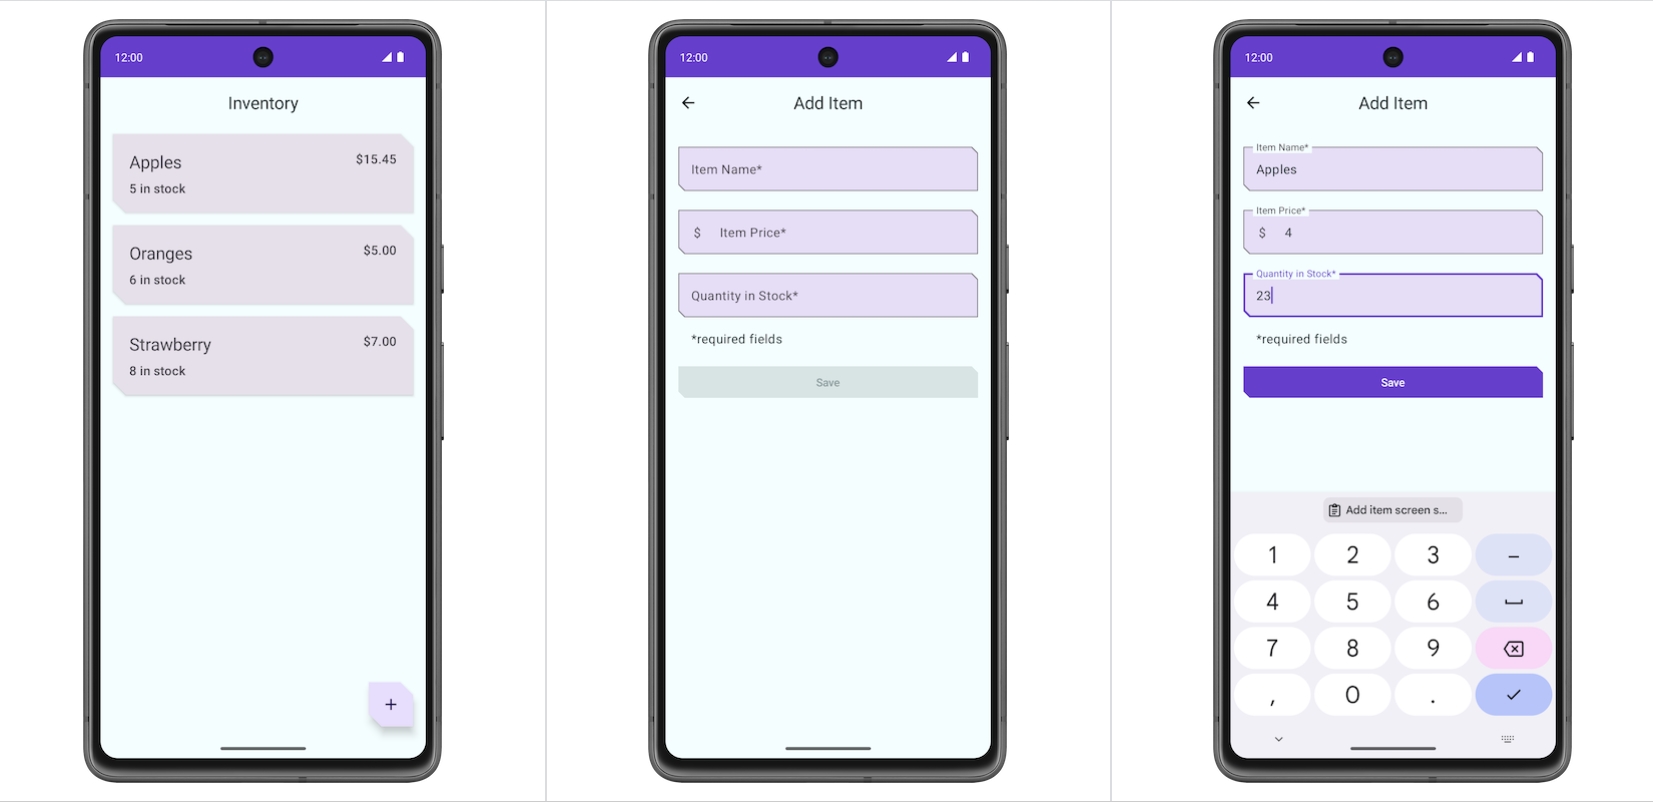 12:00
Inventory
Apples
$15.45
5 in stock
Oranges
$5.00
6 in stock
Strawberry
$7.00
8 in stock
+
12:00
Add Item
Item Name*
$ Item Price*
Quantity in Stock*
*required fields
Save
12:00
Add Item
Item Name*
Apples
Item Price*
$ 4
Quantity in Stock*
23
*required fields
Save
Add item screen s...
1 2 3 –
4 5 6
7 8 9
, 0 .